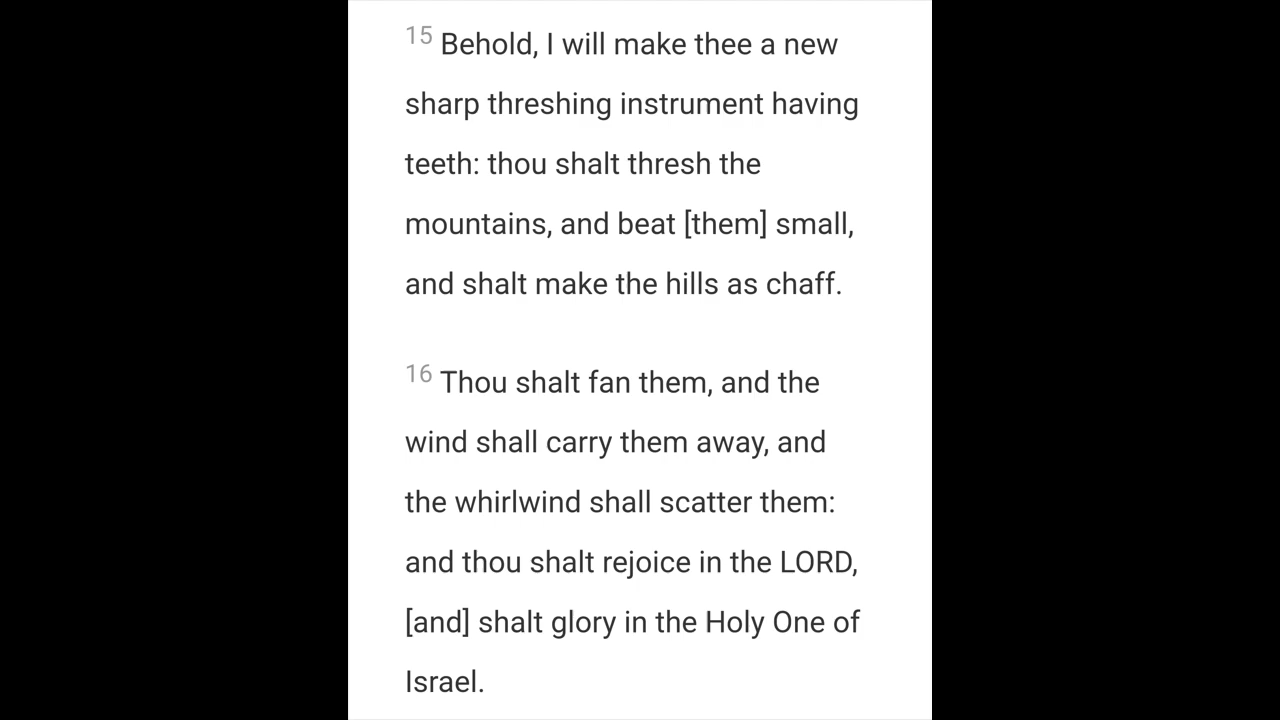 15 Behold, I will make thee a new
sharp threshing instrument having
teeth: thou shalt thresh the
mountains, and beat [them] small,
and shalt make the hills as chaff.
16 Thou shalt fan them, and the
wind shall carry them away, and
the whirlwind shall scatter them:
and thou shalt rejoice in the LORD,
[and] shalt glory in the Holy One of
Israel.